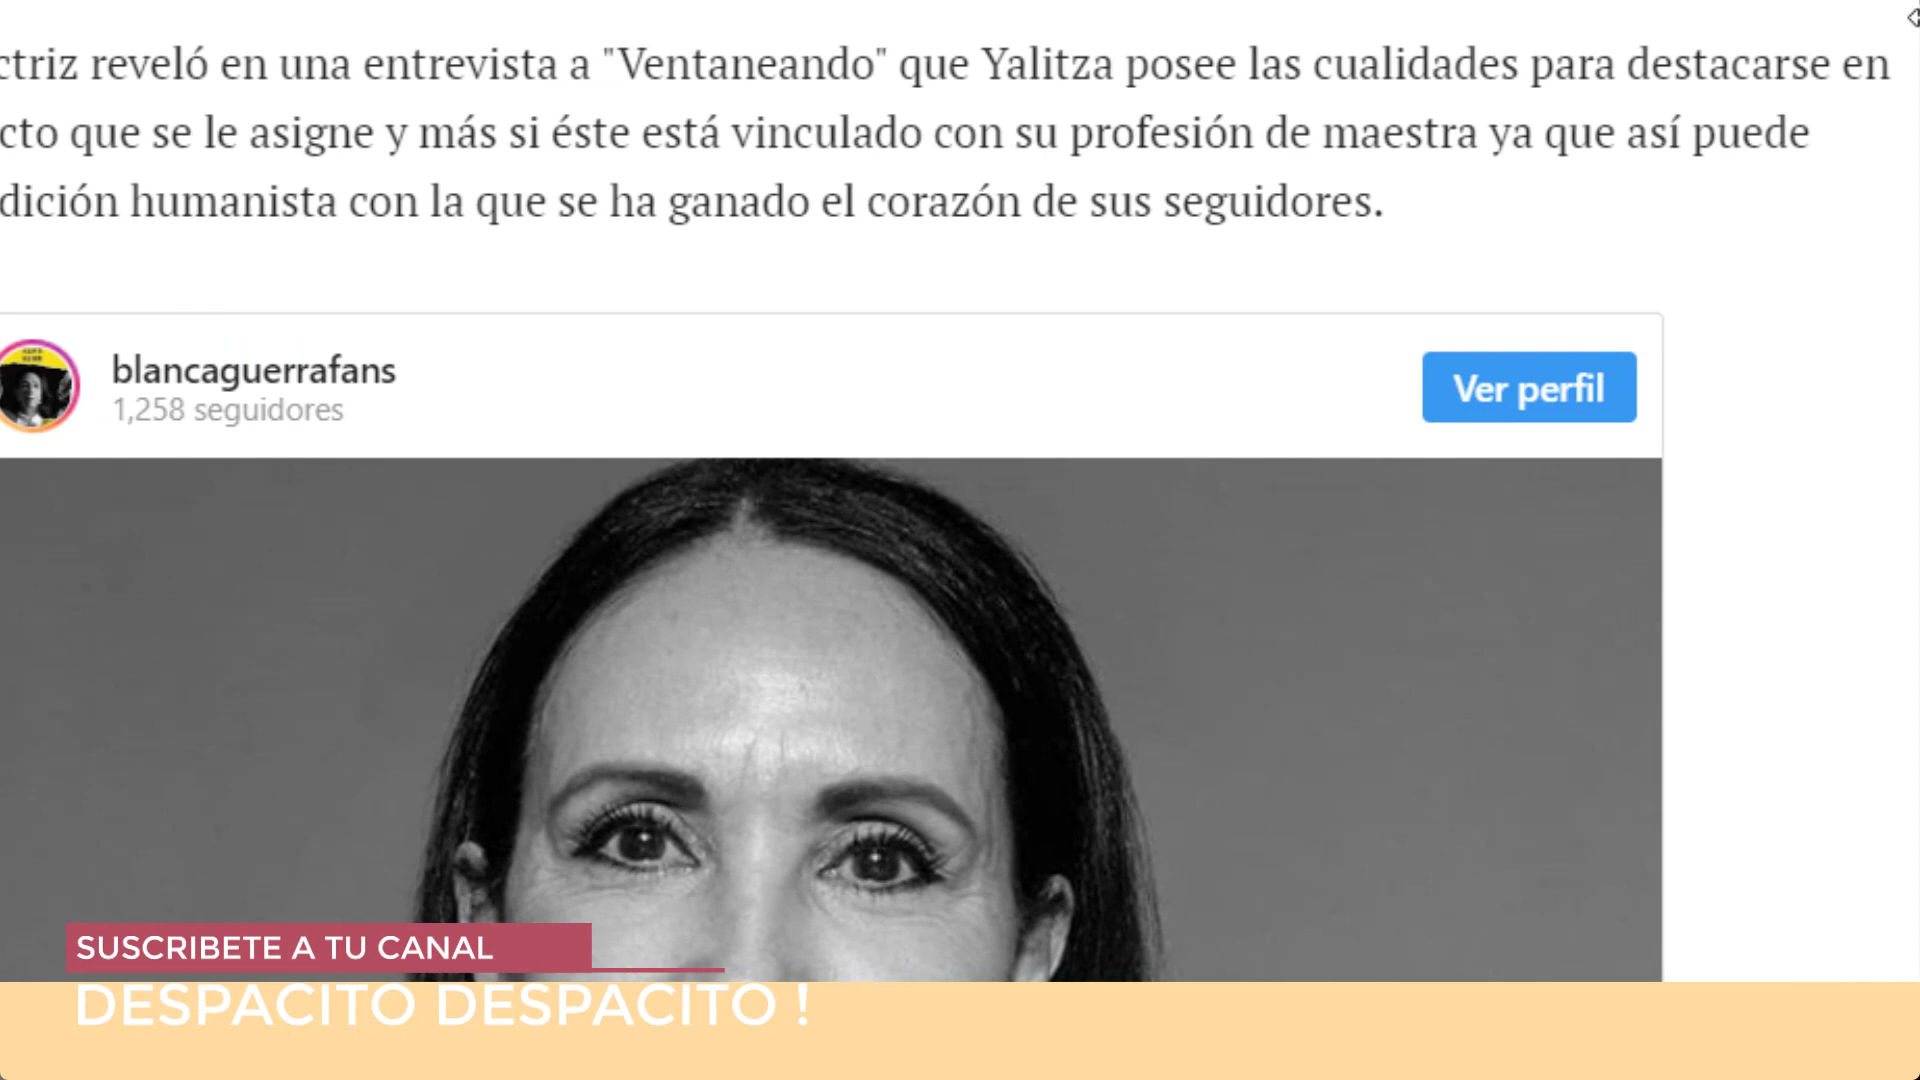 ctriz reveló en una entrevista a "Ventaneando" que Yalitza posee las cualidades para destacarse en
cto que se le asigne y más si éste está vinculado con su profesión de maestra ya que así puede
dición humanista con la que se ha ganado el corazón de sus seguidores.
blancaguerrafans
1,258 seguidores
Ver perfil
SUSCRIBETE A TU CANAL
DESPACITO DESPACITO !